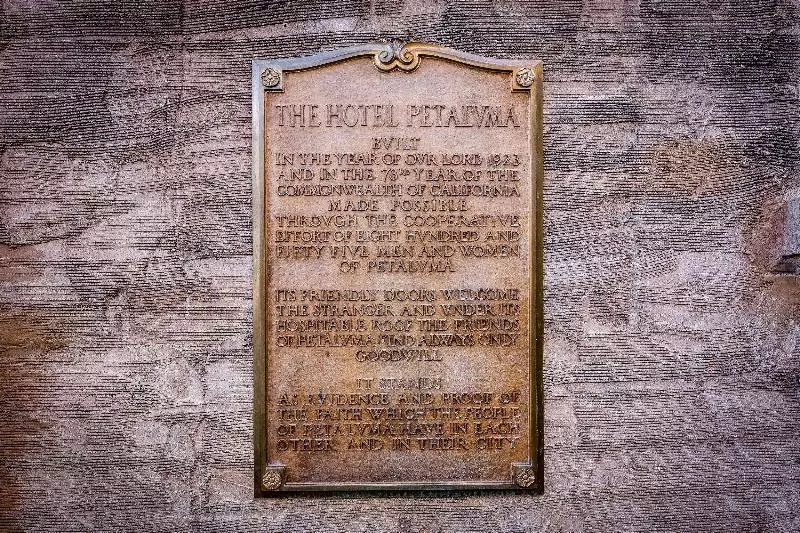 THE HOTEL PETALVMA
BVILT
IN THE YEAR OF OVR LORD 1923
AND IN THE 78TH YEAR OF THE
COMMONWEALTH OF CALIFORNIA
MADE POSSIBLE
THROVGH THE COOPERATIVE
EFFORT OF EIGHT HVNDRED AND
FIFTY FIVE MEN AND WOMEN
OF PETALVMA
ITS FRIENDLY DOORS WELCOME
THE STRANGER AND VNDER ITS
HOSPITABLE ROOF THE FRIENDS
OF PETALVMA FIND ALWAYS ONLY
GOODWILL
IT STANDS
AS EVIDENCE AND PROOF OF
THE FAITH WHICH THE PEOPLE
OF PETALVMA HAVE IN EACH
OTHER AND IN THEIR CITY